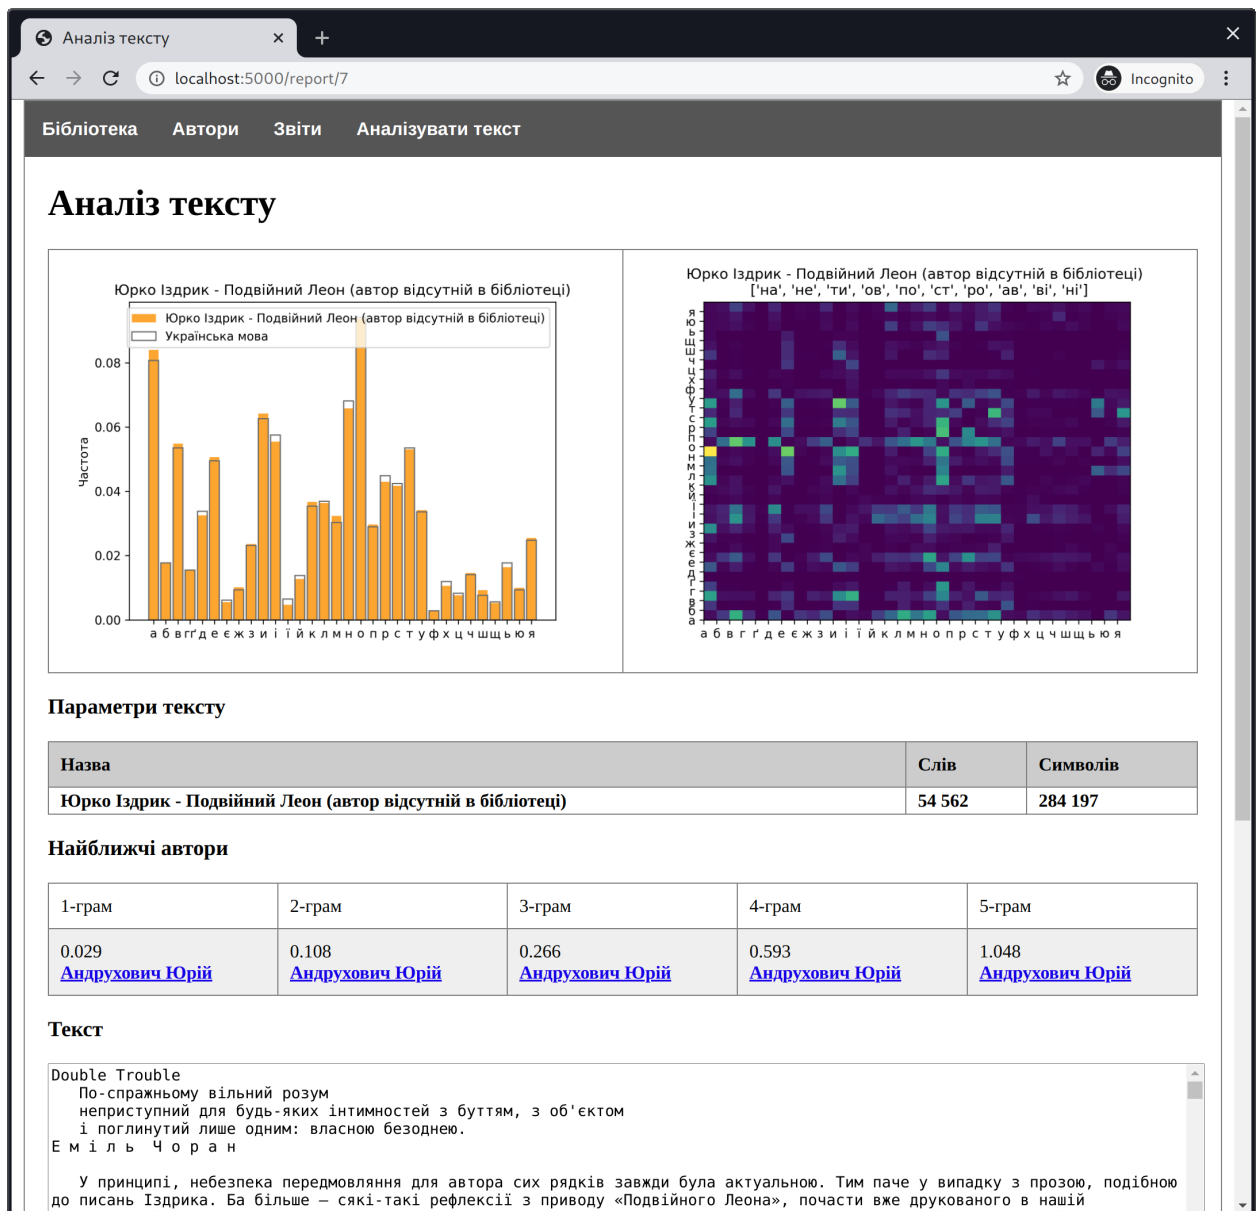 Аналіз тексту
localhost:5000/report/7
Incognito
Бібліотека Автори Звіти Аналізувати текст
Аналіз тексту
Юрко Іздрик - Подвійний Леон (автор відсутній в бібліотеці)
Юрко Іздрик - Подвійний Леон (автор відсутній в бібліотеці)
Українська мова
Частота
0.08
0.06
0.04
0.02
0.00
а б в г ґ д е є ж з и і ї й к л м н о п р с т у ф х ц ч ш щ ь ю я
Юрко Іздрик - Подвійний Леон (автор відсутній в бібліотеці)
['на', 'не', 'ти', 'ов', 'по', 'ст', 'ро', 'ав', 'ві', 'ні']
я
ю
ь
щ
ш
ч
ц
х
ф
у
т
с
р
п
о
н
м
л
к
й
ї
і
и
з
ж
є
е
д
ґ
г
в
б
а
а б в г ґ д е є ж з и і ї й к л м н о п р с т у ф х ц ч ш щ ь ю я
Параметри тексту
Назва Слів Символів
Юрко Іздрик - Подвійний Леон (автор відсутній в бібліотеці) 54 562 284 197
Найближчі автори
1-грам 2-грам 3-грам 4-грам 5-грам
0.029 0.108 0.266 0.593 1.048
Андрухович Юрій Андрухович Юрій Андрухович Юрій Андрухович Юрій Андрухович Юрій
Текст
Double Trouble
По-спражньому вільний розум
неприступний для будь-яких інтимностей з буттям, з об'єктом
і поглинутий лише одним: власною безоднею.
Е м і л ь  Ч о р а н
У принципі, небезпека передмовляння для автора сих рядків завжди була актуальною. Тим паче у випадку з прозою, подібною
до писань Іздрика. Ба більше – сякі-такі рефлексії з приводу «Подвійного Леона», почасти вже друкованого в нашій